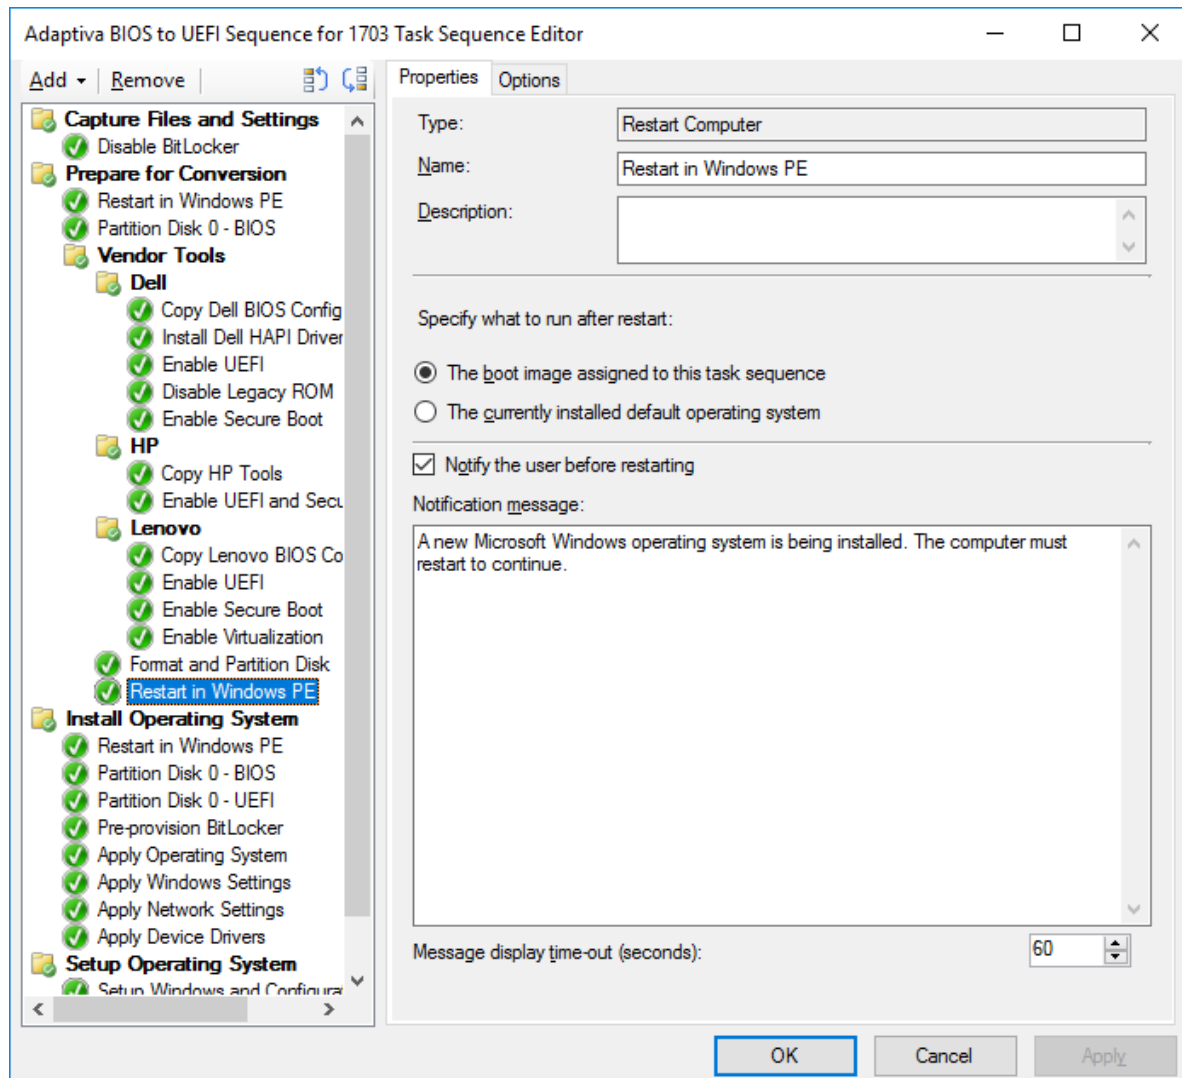 Adaptiva BIOS to UEFI Sequence for 1703 Task Sequence Editor
Add Remove
Capture Files and Settings
Disable BitLocker
Prepare for Conversion
Restart in Windows PE
Partition Disk 0 - BIOS
Vendor Tools
Dell
Copy Dell BIOS Config
Install Dell HAPI Driver
Enable UEFI
Disable Legacy ROM
Enable Secure Boot
HP
Copy HP Tools
Enable UEFI and Secu
Lenovo
Copy Lenovo BIOS Co
Enable UEFI
Enable Secure Boot
Enable Virtualization
Format and Partition Disk
Restart in Windows PE
Install Operating System
Restart in Windows PE
Partition Disk 0 - BIOS
Partition Disk 0 - UEFI
Pre-provision BitLocker
Apply Operating System
Apply Windows Settings
Apply Network Settings
Apply Device Drivers
Setup Operating System
Setup Windows and Configurat
Properties Options
Type: Restart Computer
Name: Restart in Windows PE
Description:
Specify what to run after restart:
The boot image assigned to this task sequence
The currently installed default operating system
Notify the user before restarting
Notification message:
A new Microsoft Windows operating system is being installed. The computer must
restart to continue.
Message display time-out (seconds): 60
OK Cancel Apply